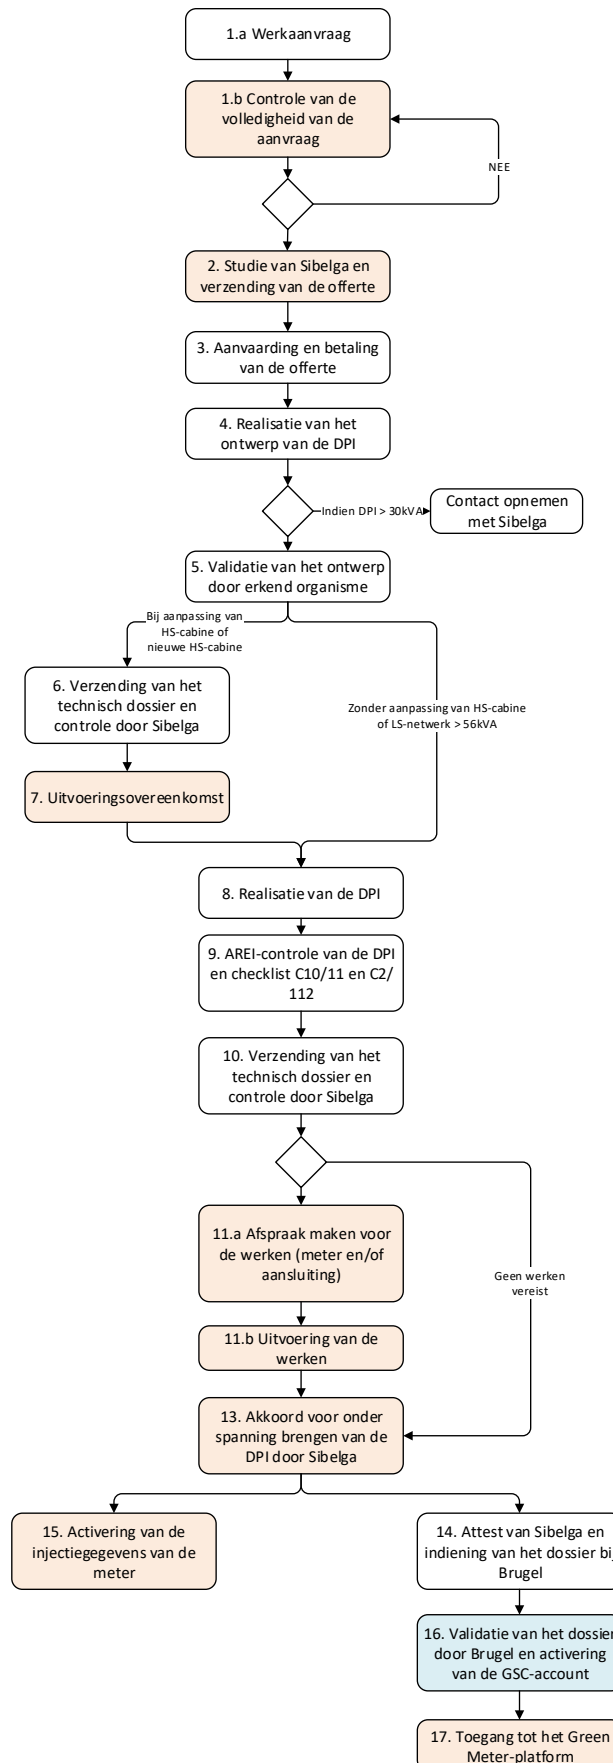 1.a Werkaanvraag
1.b Controle van de
volledigheid van de
aanvraag
NEE
2. Studie van Sibelga en
verzending van de offerte
3. Aanvaarding en betaling
van de offerte
4. Realisatie van het
ontwerp van de DPI
Indien DPI > 30kVA
Contact opnemen
met Sibelga
5. Validatie van het ontwerp
door erkend organisme
Bij aanpassing van
HS-cabine of
nieuwe HS-cabine
6. Verzending van het
technisch dossier en
controle door Sibelga
Zonder aanpassing van HS-cabine
of LS-netwerk > 56kVA
7. Uitvoeringsovereenkomst
8. Realisatie van de DPI
9. AREI-controle van de DPI
en checklist C10/11 en C2/
112
10. Verzending van het
technisch dossier en
controle door Sibelga
11.a Afspraak maken voor
de werken (meter en/of
aansluiting)
Geen werken
vereist
11.b Uitvoering van de
werken
13. Akkoord voor onder
spanning brengen van de
DPI door Sibelga
15. Activering van de
injectiegegevens van de
meter
14. Attest van Sibelga en
indiening van het dossier bij
Brugel
16. Validatie van het dossier
door Brugel en activering
van de GSC-account
17. Toegang tot het Green
Meter-platform